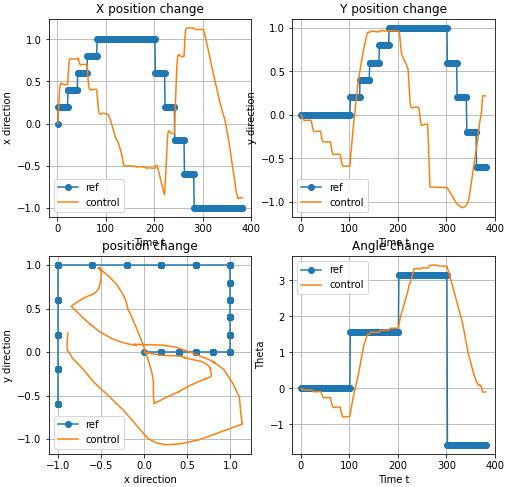 X position change
1.0
0.5
0.0
−0.5
−1.0
x direction
ref
control
0
100
200
300
400
Time t
Y position change
1.0
0.5
0.0
−0.5
−1.0
y direction
ref
control
0
100
200
300
400
Time t
position change
1.0
0.5
0.0
−0.5
−1.0
y direction
ref
control
−1.0
−0.5
0.0
0.5
1.0
x direction
Angle change
3
2
1
0
−1
Theta
ref
control
0
100
200
300
400
Time t